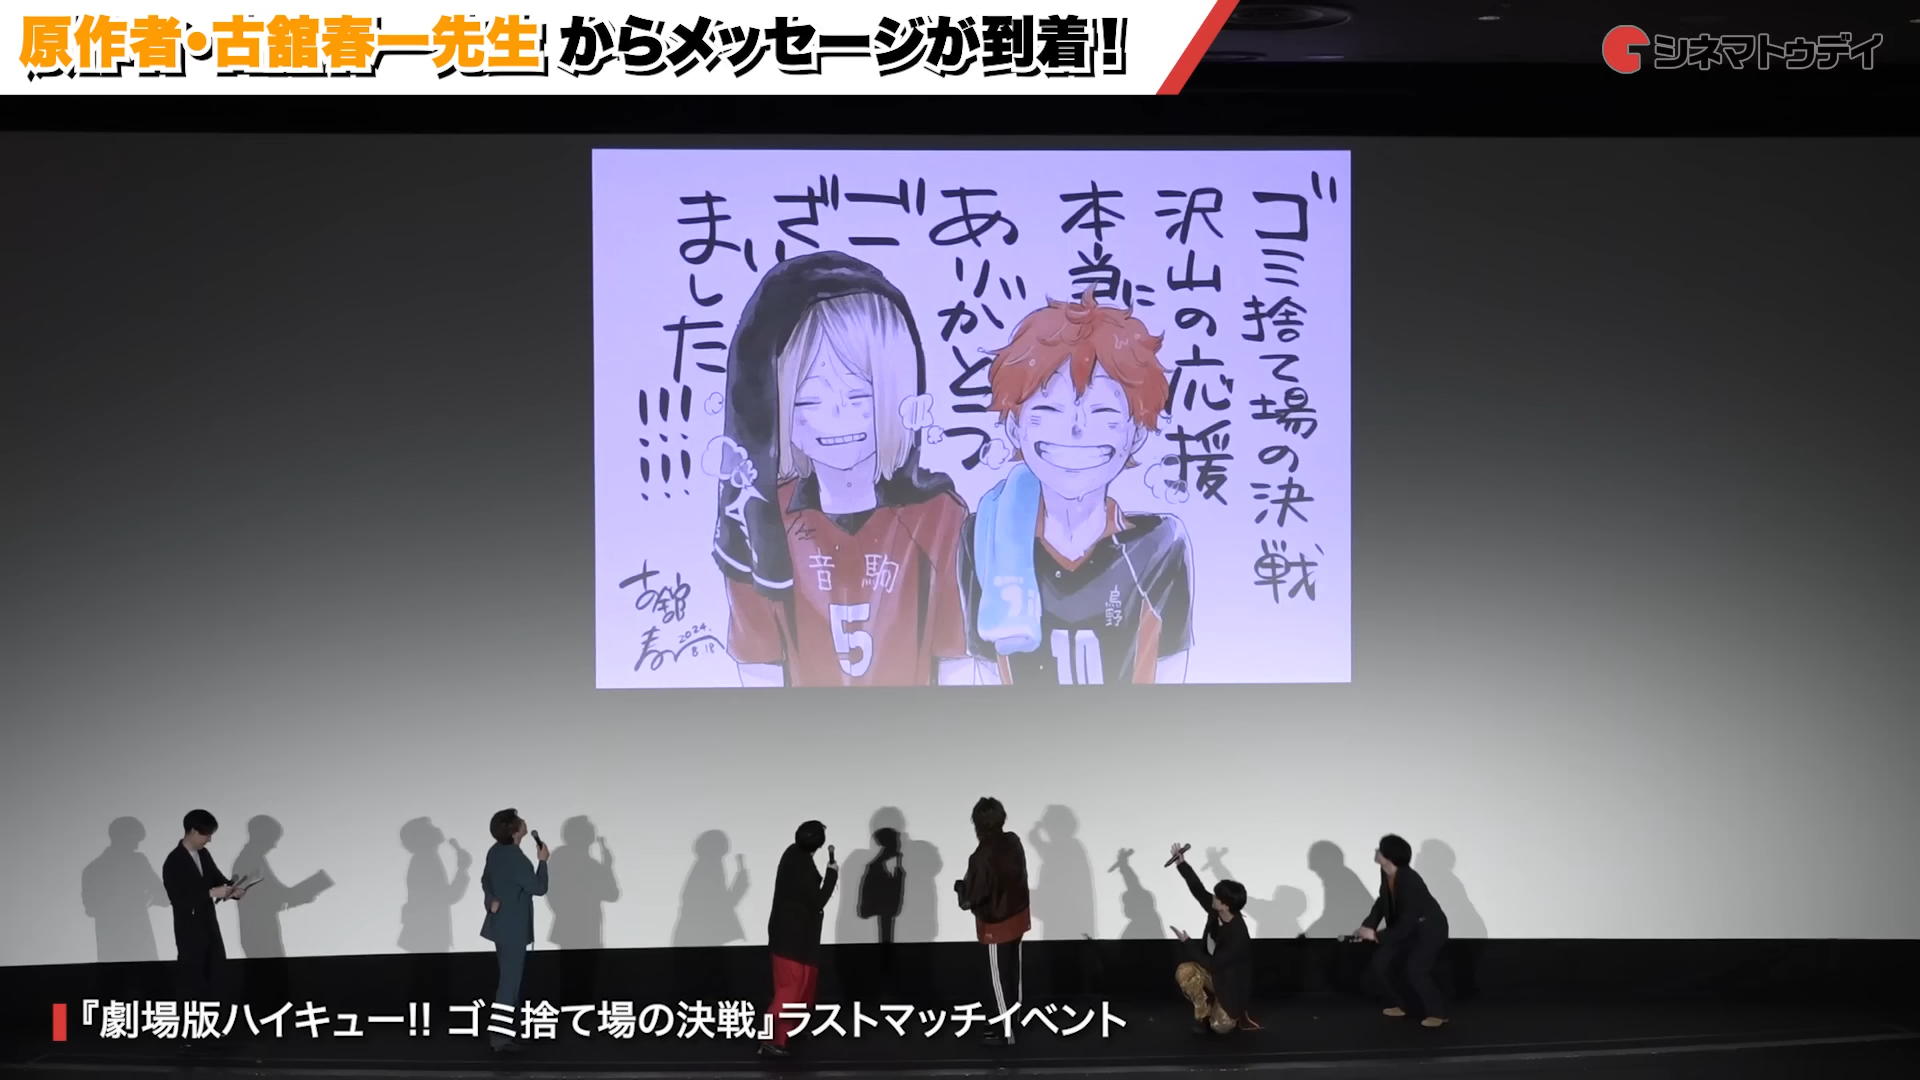 原作者・古舘春一先生 からメッセージが到着!
シネマトゥデイ
ゴミ捨て場の決戦
沢山の応援
本当に
ありがとう
ござい
ました!!!!
音駒
5
烏野
10
古舘
春一
2024.
8.18
『劇場版ハイキュー!! ゴミ捨て場の決戦』ラストマッチイベント